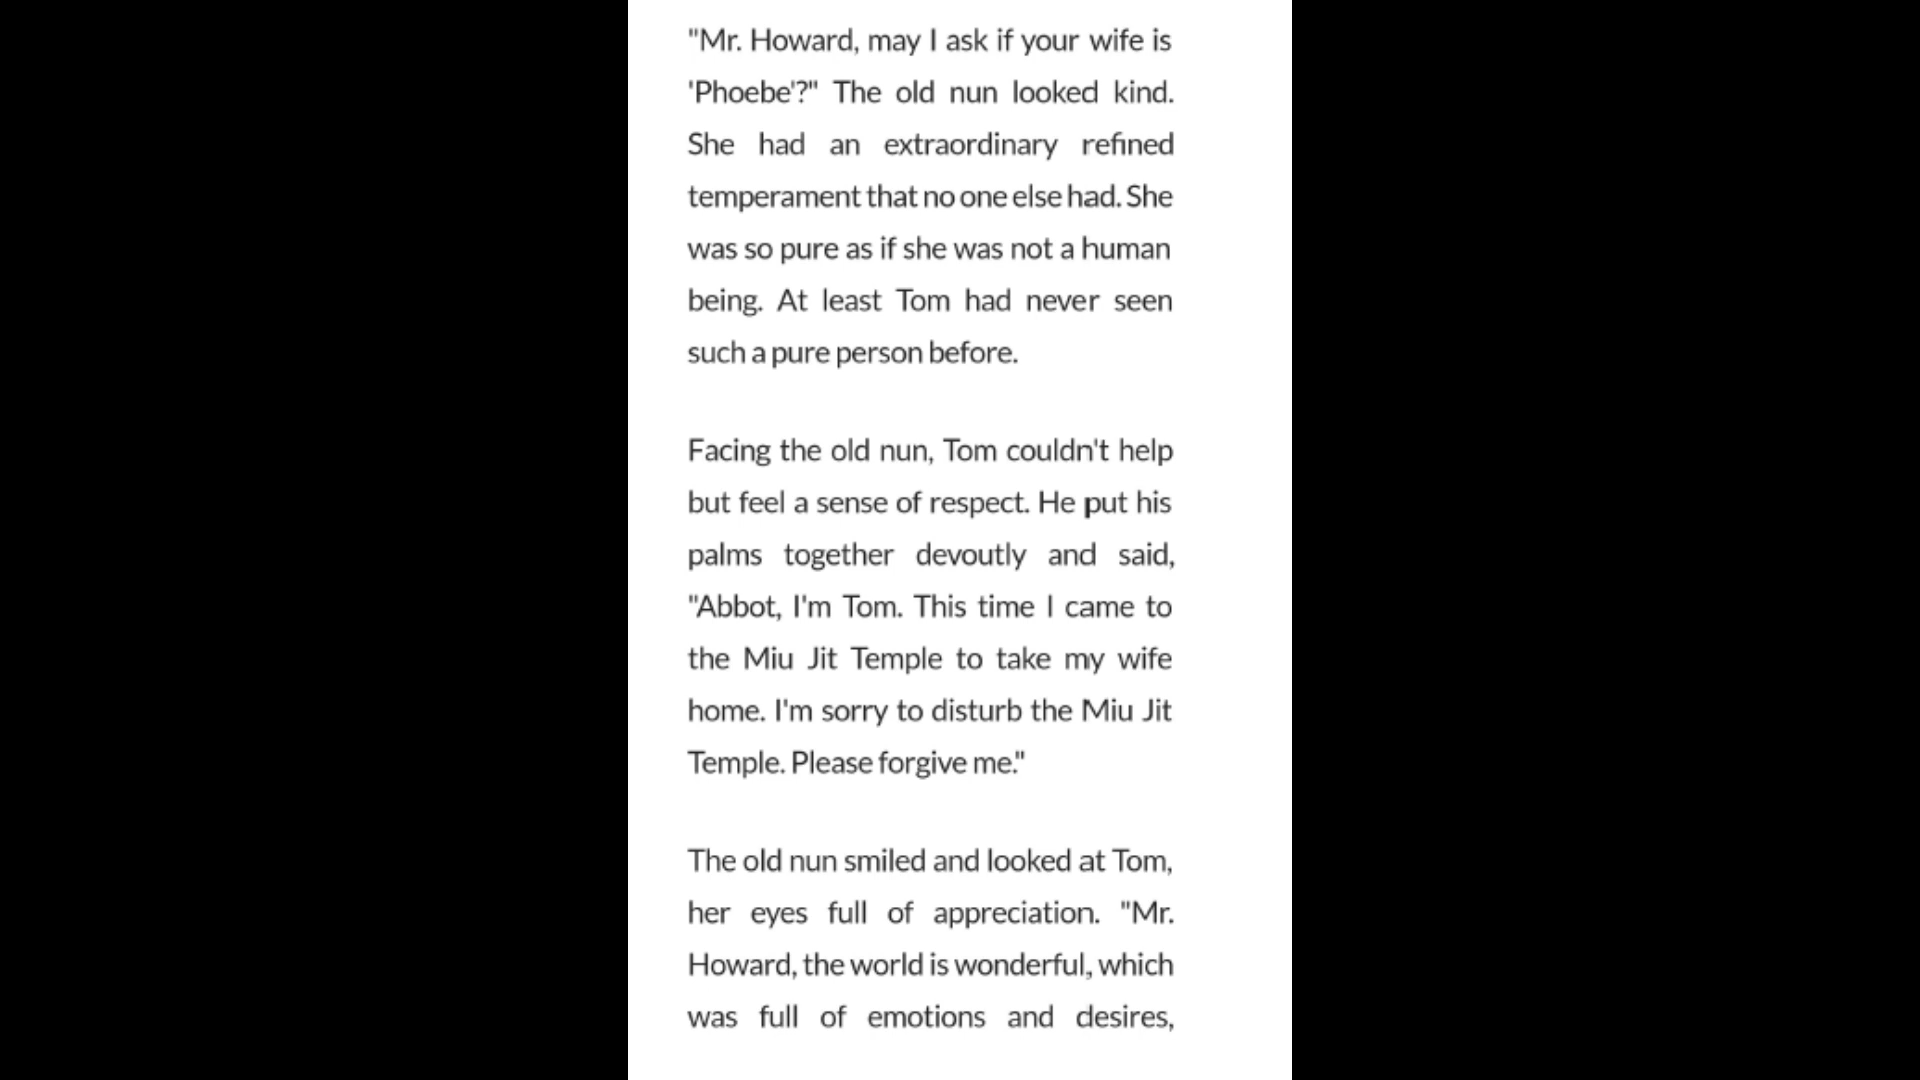 "Mr. Howard, may I ask if your wife is
'Phoebe'?" The old nun looked kind.
She had an extraordinary refined
temperament that no one else had. She
was so pure as if she was not a human
being. At least Tom had never seen
such a pure person before.
Facing the old nun, Tom couldn't help
but feel a sense of respect. He put his
palms together devoutly and said,
"Abbot, I'm Tom. This time I came to
the Miu Jit Temple to take my wife
home. I'm sorry to disturb the Miu Jit
Temple. Please forgive me."
The old nun smiled and looked at Tom,
her eyes full of appreciation. "Mr.
Howard, the world is wonderful, which
was full of emotions and desires,